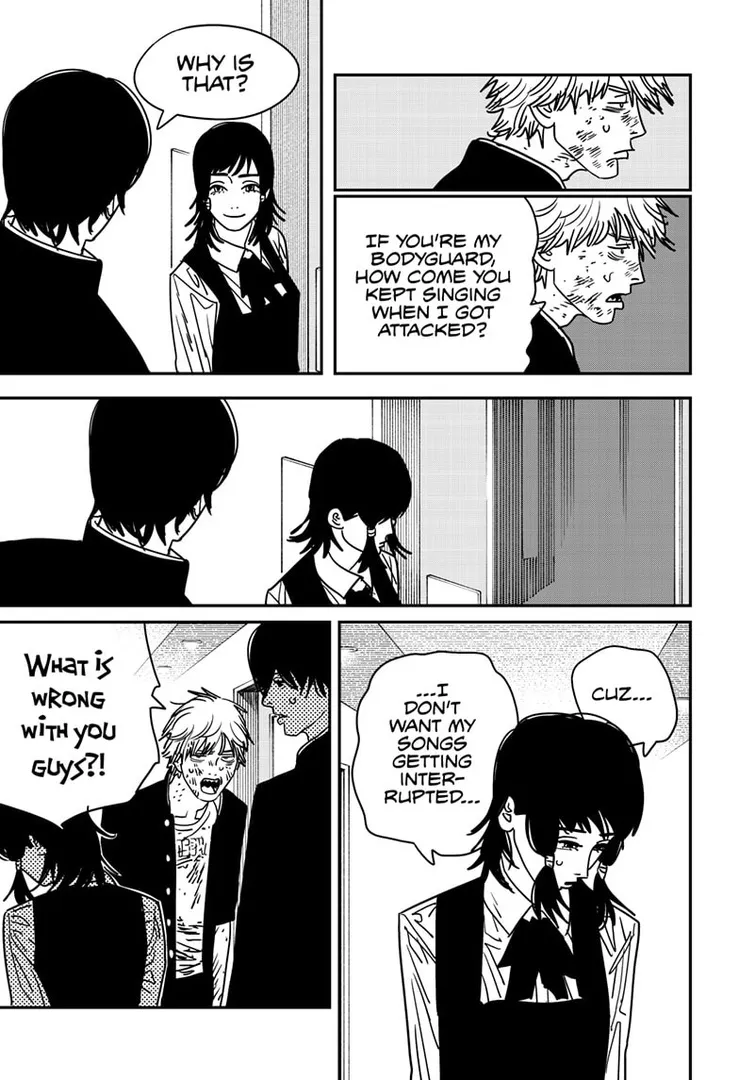 IF YOU'RE MY
BODYGUARD,
HOW COME YOU
KEPT SINGING
WHEN I GOT
ATTACKED?
WHY IS
THAT?
CUZ...
...I
DON'T
WANT MY
SONGS
GETTING
INTER-
RUPTED...
WHAT IS
WRONG
WITH YOU
GUYS?!